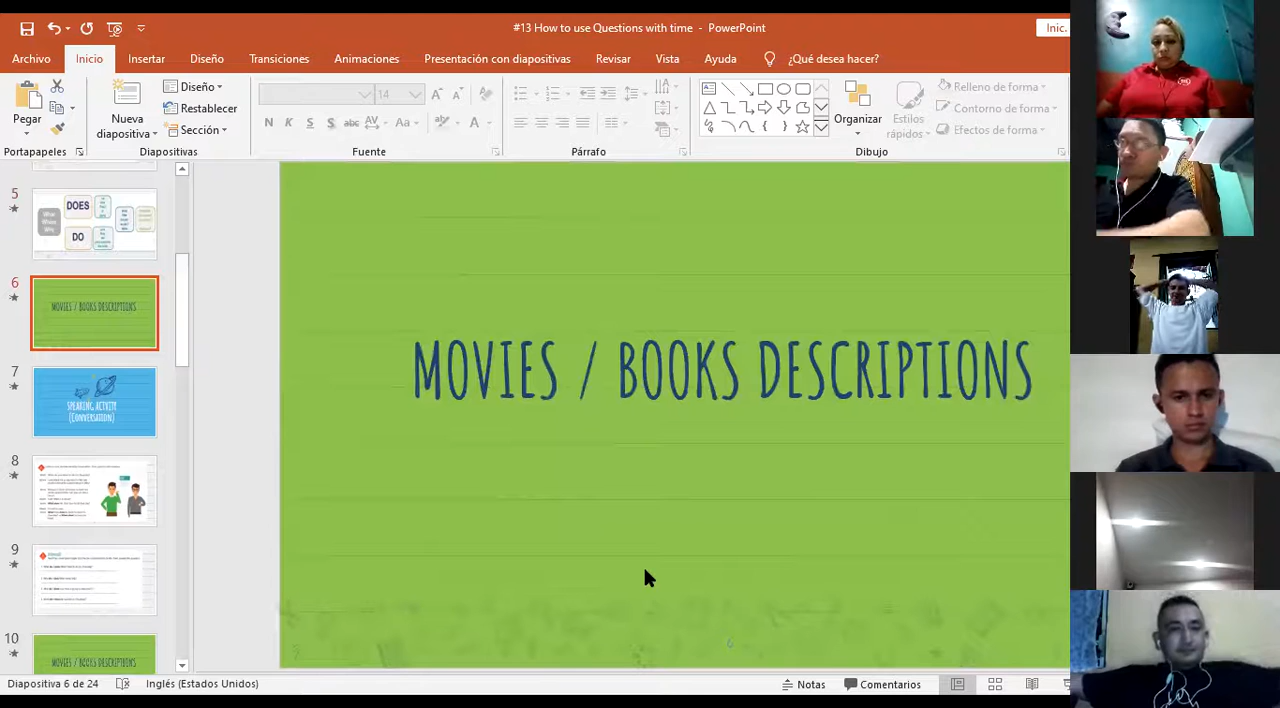 #13 How to use Questions with time - PowerPoint
Inic.
Archivo Inicio Insertar Diseño Transiciones Animaciones Presentación con diapositivas Revisar Vista Ayuda ¿Qué desea hacer?
Pegar
Nueva
diapositiva
Diseño
Restablecer
Sección
14
N K S S abc AV Aa A
Organizar
Estilos
rápidos
Relleno de forma
Contorno de forma
Efectos de forma
Portapapeles Diapositivas Fuente Párrafo Dibujo
5
DOES
DO
6
MOVIES / BOOKS DESCRIPTIONS
7
SPEAKING ACTIVITY
(CONVERSATION)
8
9
10
MOVIES / BOOKS DESCRIPTIONS
MOVIES / BOOKS DESCRIPTIONS
6
Diapositiva 6 de 24 Inglés (Estados Unidos) Notas Comentarios